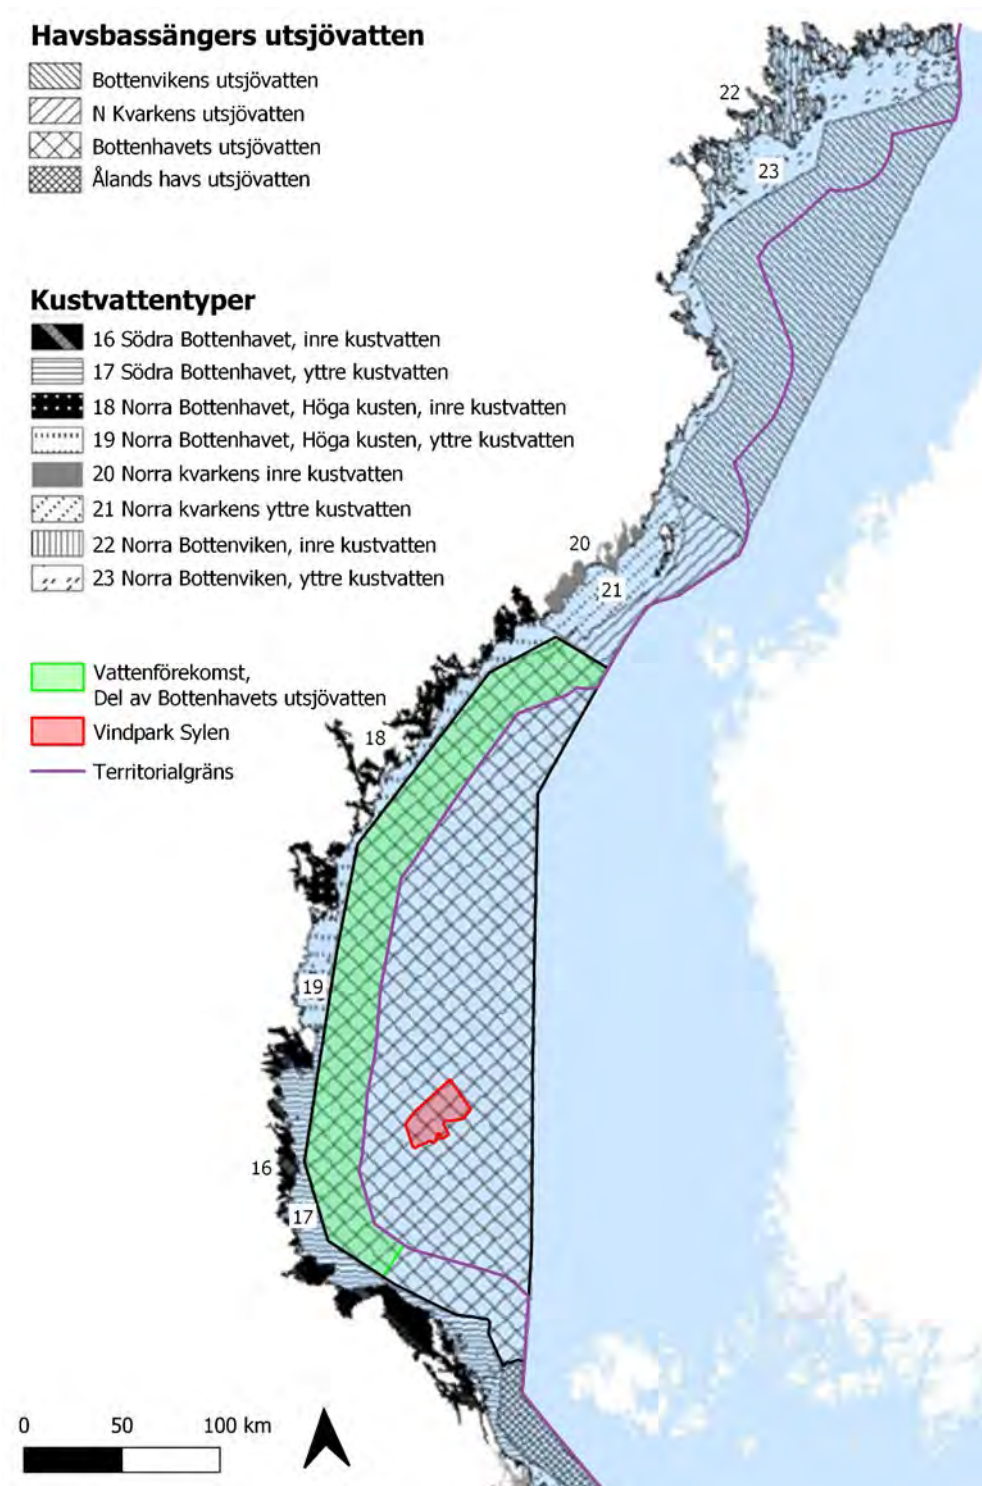 Havsbassängers utsjövatten
Bottenvikens utsjövatten
N Kvarkens utsjövatten
Bottenhavets utsjövatten
Ålands havs utsjövatten
Kustvattentyper
16 Södra Bottenhavet, inre kustvatten
17 Södra Bottenhavet, yttre kustvatten
18 Norra Bottenhavet, Höga kusten, inre kustvatten
19 Norra Bottenhavet, Höga kusten, yttre kustvatten
20 Norra kvarkens inre kustvatten
21 Norra kvarkens yttre kustvatten
22 Norra Bottenviken, inre kustvatten
23 Norra Bottenviken, yttre kustvatten
Vattenförekomst,
Del av Bottenhavets utsjövatten
Vindpark Sylen
Territorialgräns
22
23
20
21
18
19
16
17
0 50 100 km